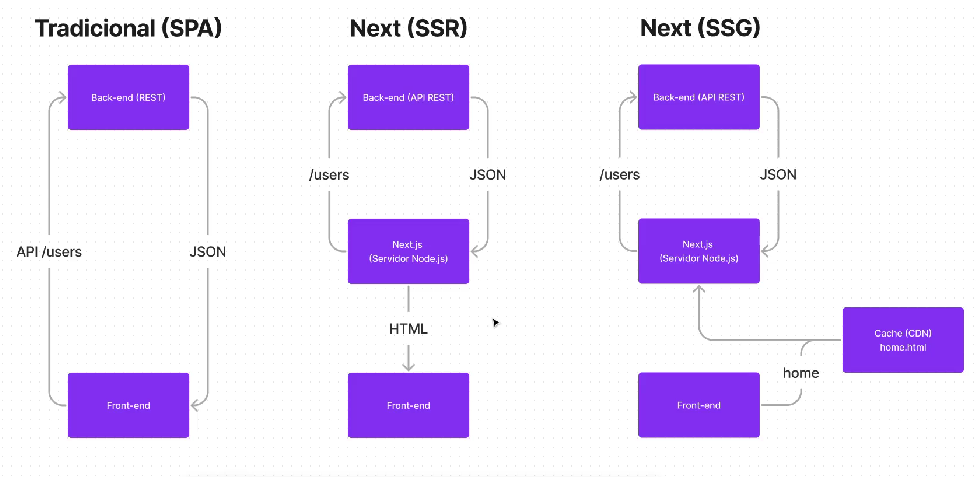 Tradicional (SPA)
Back-end (REST)
API /users
JSON
Front-end
Next (SSR)
Back-end (API REST)
/users
JSON
Next.js
(Servidor Node.js)
HTML
Front-end
Next (SSG)
Back-end (API REST)
/users
JSON
Next.js
(Servidor Node.js)
Cache (CDN)
home.html
home
Front-end